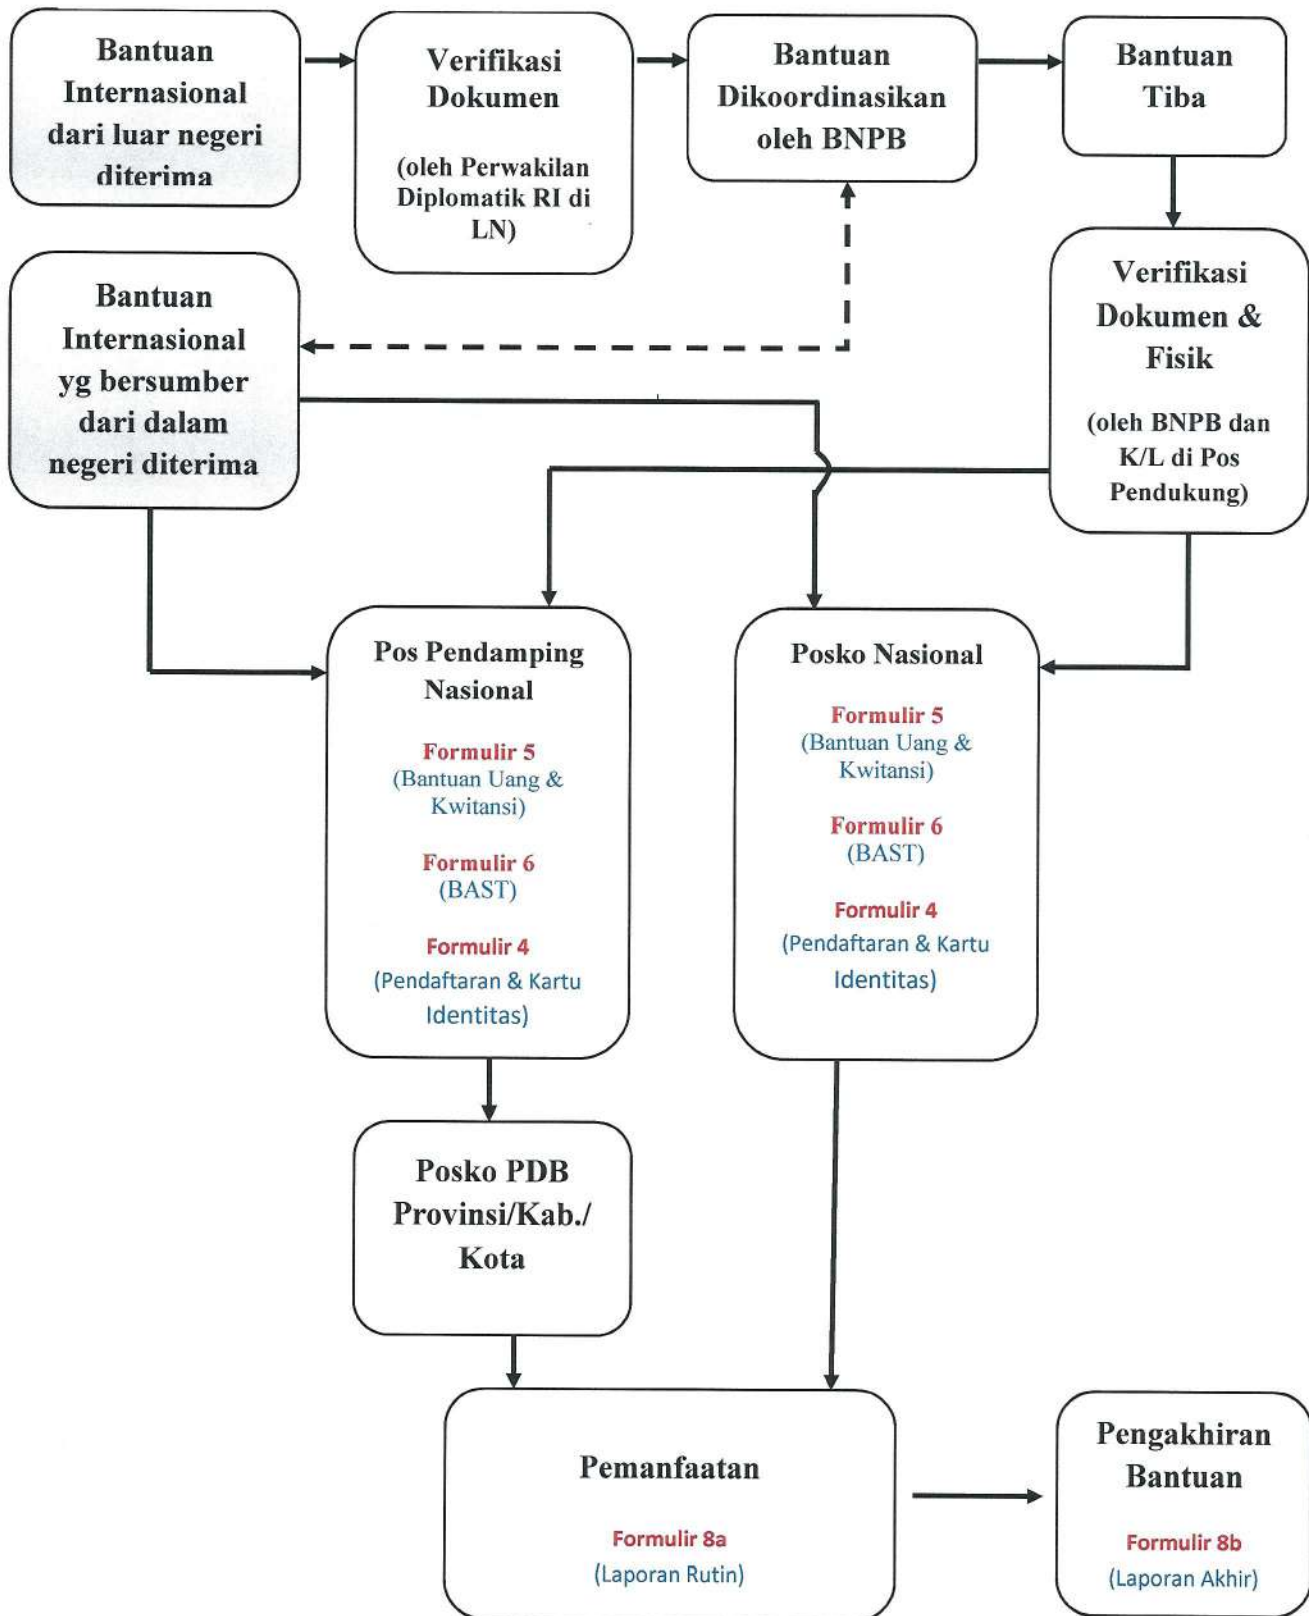 Bantuan
Internasional
dari luar negeri
diterima
Verifikasi
Dokumen
(oleh Perwakilan
Diplomatik RI di
LN)
Bantuan
Dikoordinasikan
oleh BNPB
Bantuan
Tiba
Bantuan
Internasional
yg bersumber
dari dalam
negeri diterima
Verifikasi
Dokumen &
Fisik
(oleh BNPB dan
K/L di Pos
Pendukung)
Pos Pendamping
Nasional
Formulir 5
(Bantuan Uang &
Kwitansi)
Formulir 6
(BAST)
Formulir 4
(Pendaftaran & Kartu
Identitas)
Posko Nasional
Formulir 5
(Bantuan Uang &
Kwitansi)
Formulir 6
(BAST)
Formulir 4
(Pendaftaran & Kartu
Identitas)
Posko PDB
Provinsi/Kab./
Kota
Pemanfaatan
Formulir 8a
(Laporan Rutin)
Pengakhiran
Bantuan
Formulir 8b
(Laporan Akhir)